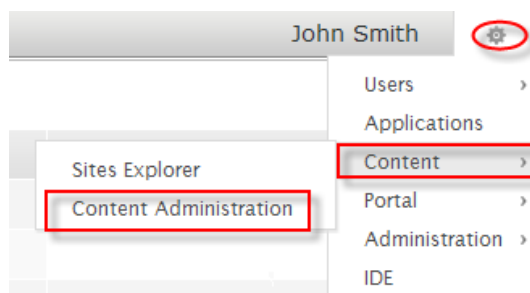 John Smith
Users
Applications
Content
Portal
Administration
IDE
Sites Explorer
Content Administration